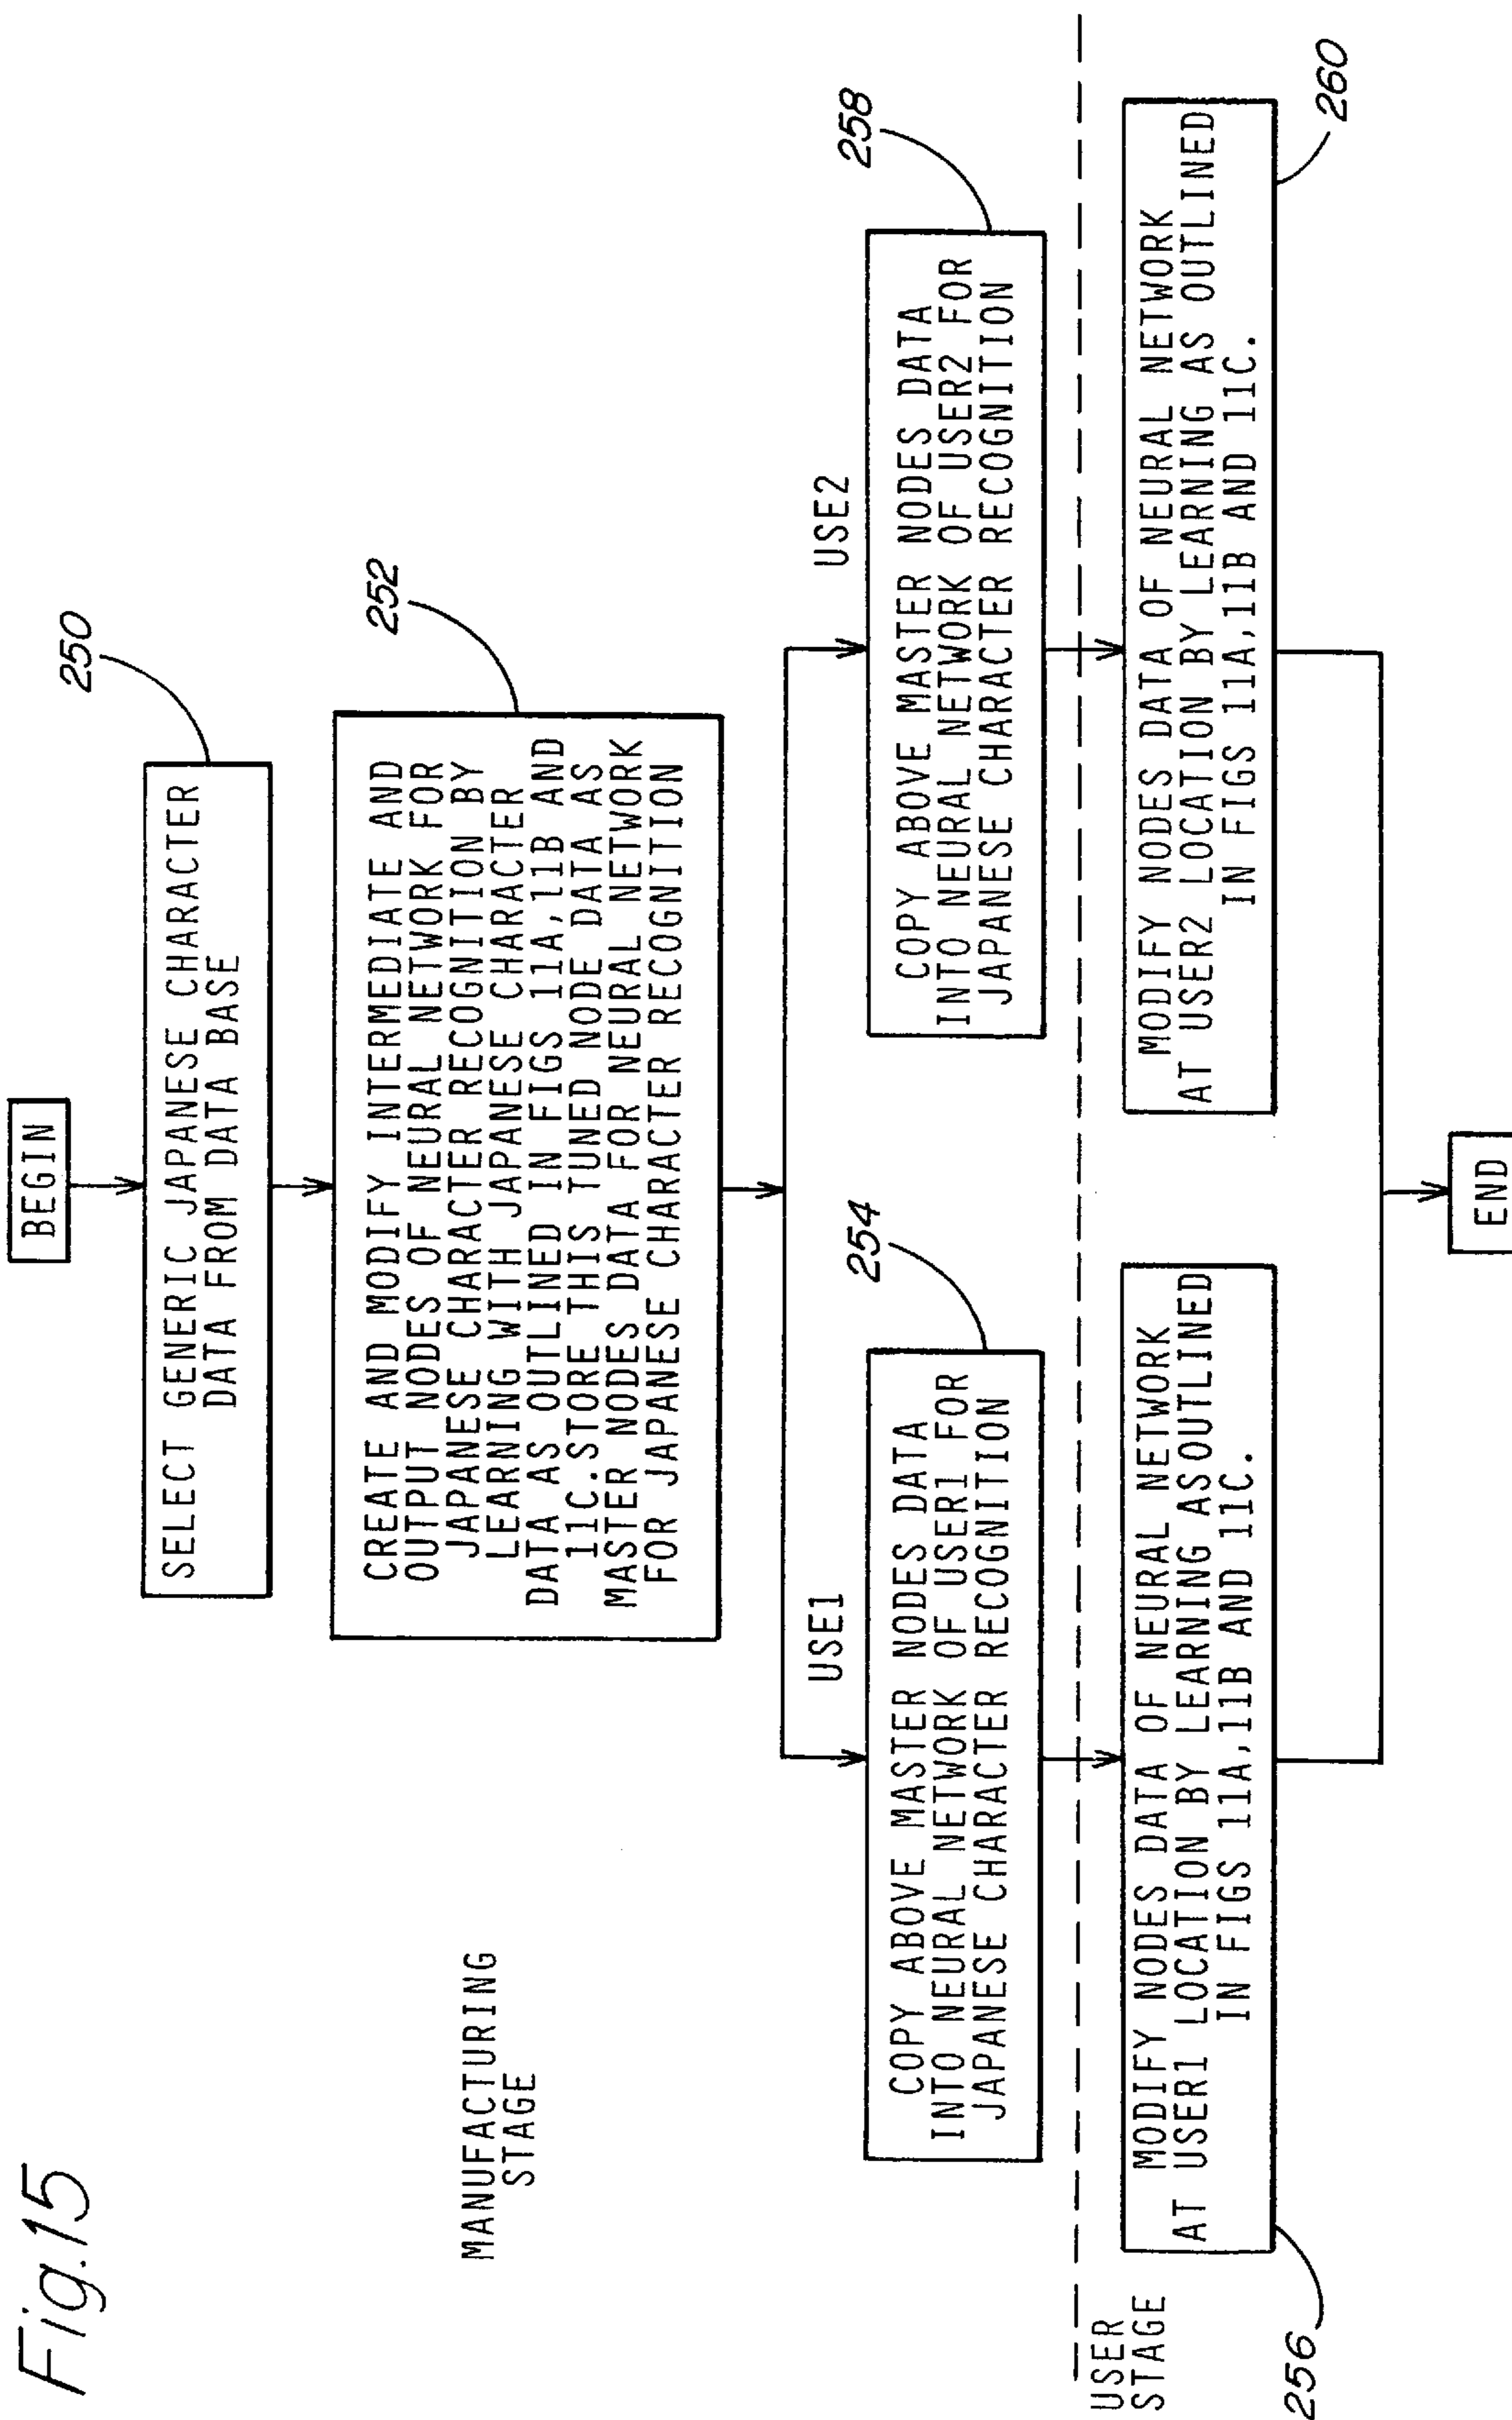 Fig.15
BEGIN
250
SELECT GENERIC JAPANESE CHARACTER
DATA FROM DATA BASE
252
CREATE AND MODIFY INTERMEDIATE AND
OUTPUT NODES OF NEURAL NETWORK FOR
JAPANESE CHARACTER RECOGNITION BY
LEARNING WITH JAPANESE CHARACTER
DATA AS OUTLINED IN FIGS 11A,11B AND
11C.STORE THIS TUNED NODE DATA AS
MASTER NODES DATA FOR NEURAL NETWORK
FOR JAPANESE CHARACTER RECOGNITION
MANUFACTURING
STAGE
USE1
254
COPY ABOVE MASTER NODES DATA
INTO NEURAL NETWORK OF USER1 FOR
JAPANESE CHARACTER RECOGNITION
USE2
258
COPY ABOVE MASTER NODES DATA
INTO NEURAL NETWORK OF USER2 FOR
JAPANESE CHARACTER RECOGNITION
USER
STAGE
256
MODIFY NODES DATA OF NEURAL NETWORK
AT USER1 LOCATION BY LEARNING AS OUTLINED
IN FIGS 11A,11B AND 11C.
260
MODIFY NODES DATA OF NEURAL NETWORK
AT USER2 LOCATION BY LEARNING AS OUTLINED
IN FIGS 11A,11B AND 11C.
END